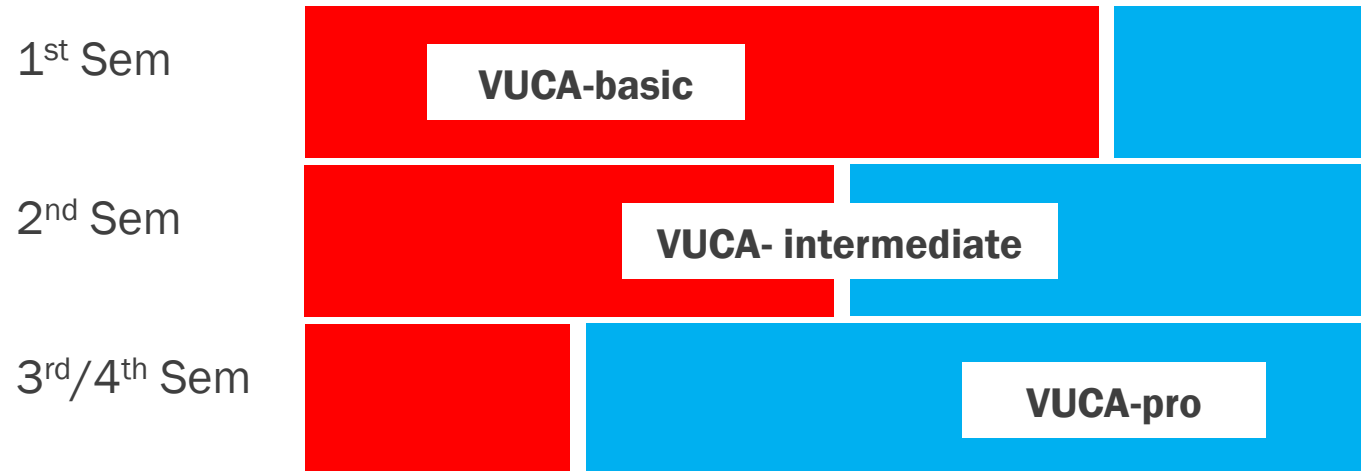 1st Sem
VUCA-basic
2nd Sem
VUCA- intermediate
3rd/4th Sem
VUCA-pro